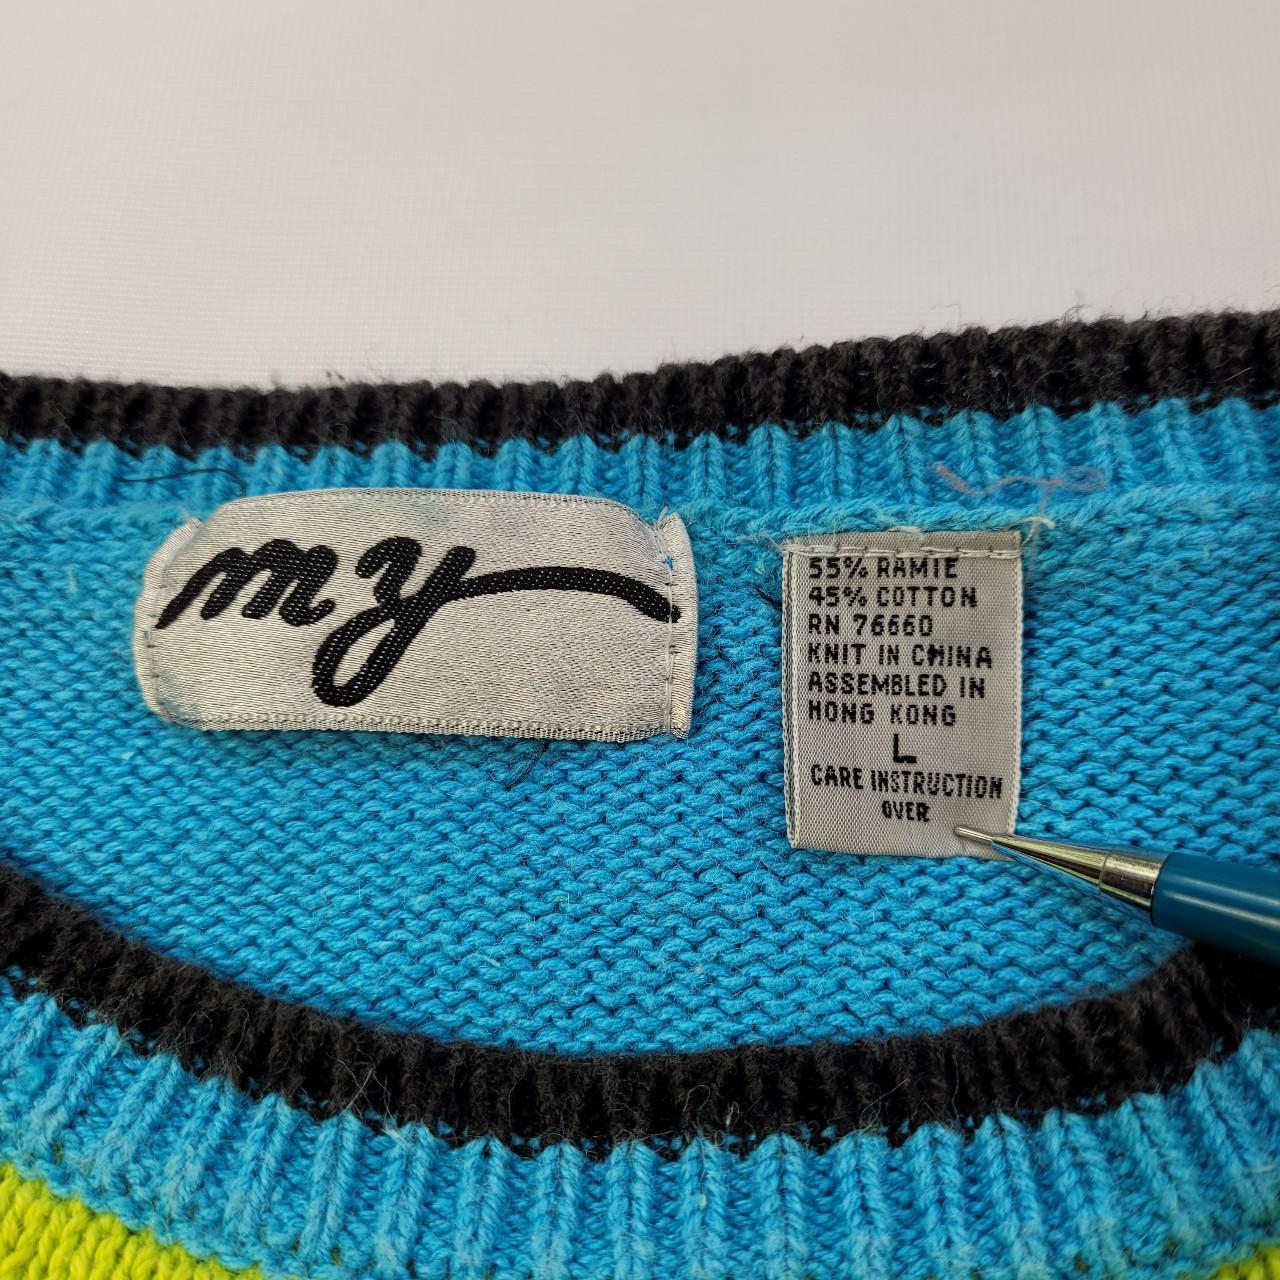 my
55% RAMIE
45% COTTON
RN 76660
KNIT IN CHINA
ASSEMBLED IN
HONG KONG
L
CARE INSTRUCTION
OVER